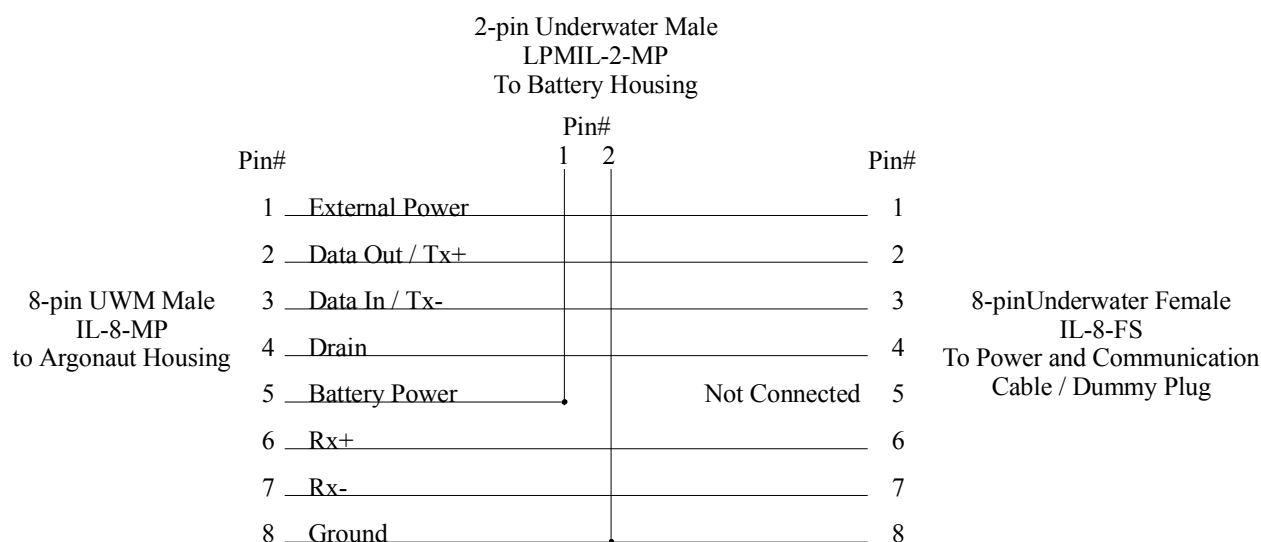 2-pin Underwater Male
LPMIL-2-MP
To Battery Housing
Pin#
1 2
Pin# Pin#
1 External Power 1
2 Data Out / Tx+ 2
8-pin UWM Male
IL-8-MP
to Argonaut Housing
3 Data In / Tx- 3
4 Drain 4
5 Battery Power Not Connected 5
8-pinUnderwater Female
IL-8-FS
To Power and Communication
Cable / Dummy Plug
6 Rx+ 6
7 Rx- 7
8 Ground 8